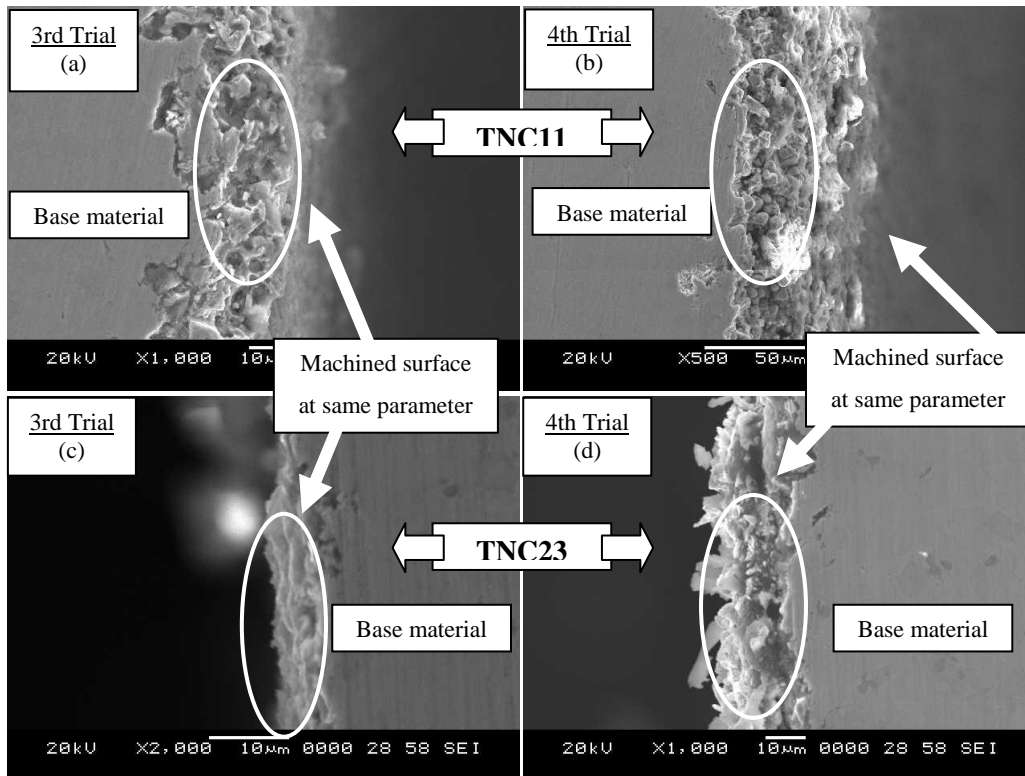 3rd Trial
(a)
4th Trial
(b)
TNC11
Base material
Base material
20kV X1,000 10μm
X500 50μm
20kV
Machined surface
at same parameter
Machined surface
at same parameter
3rd Trial
(c)
4th Trial
(d)
TNC23
Base material
Base material
20kV X2,000 10μm 0000 28 58 SEI
20kV X1,000 10μm 0000 28 58 SEI